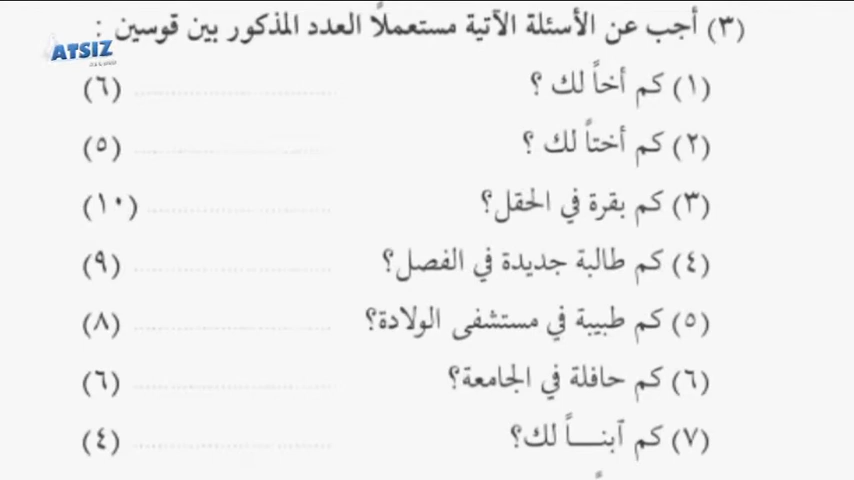 (٣) أجب عن الأسئلة الآتية مستعملًا العدد المذكور بين قوسين :
ATSIZ
(١) كم أخاً لك ؟ .................... (٦)
(٢) كم أختاً لك ؟ .................... (٥)
(٣) كم بقرة في الحقل؟ .................... (١٠)
(٤) كم طالبة جديدة في الفصل؟ .................... (٩)
(٥) كم طبيبة في مستشفى الولادة؟ .................... (٨)
(٦) كم حافلة في الجامعة؟ .................... (٦)
(٧) كم ٱبنـــاً لك؟ .................... (٤)